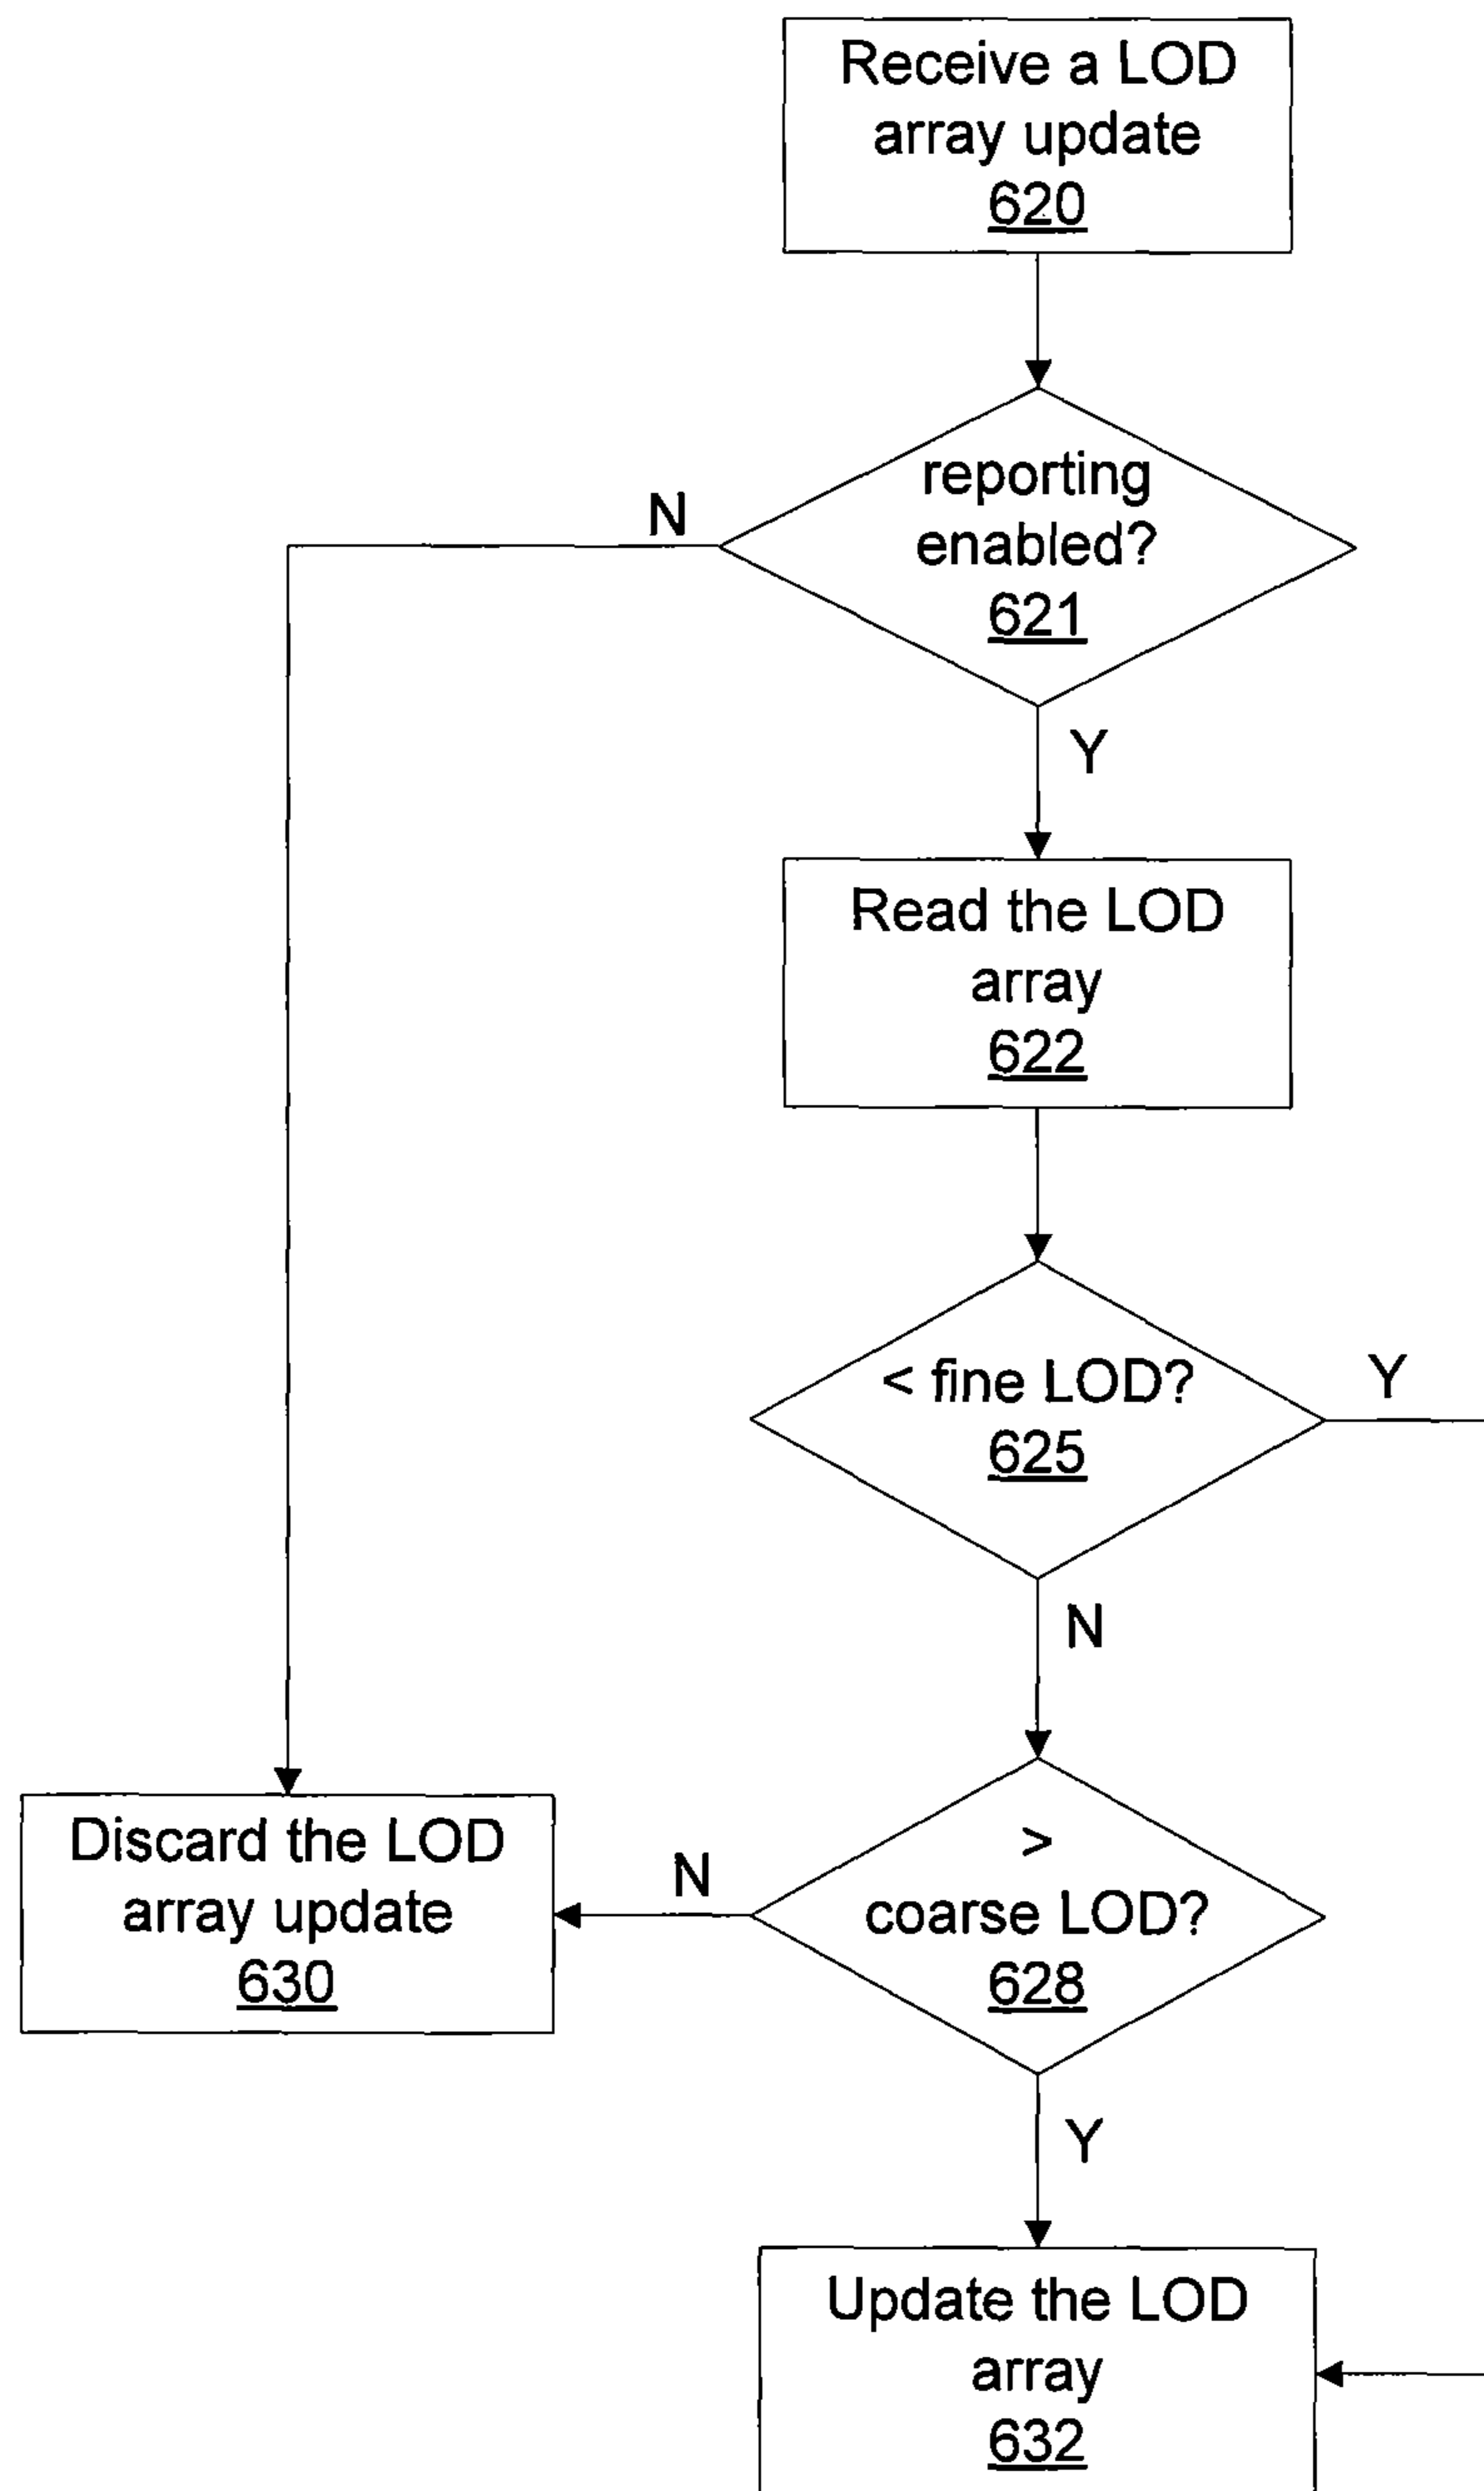 Receive a LOD
array update
620
reporting
enabled?
621
N
Y
Read the LOD
array
622
< fine LOD?
625
Y
N
>
coarse LOD?
628
N
Discard the LOD
array update
630
Y
Update the LOD
array
632